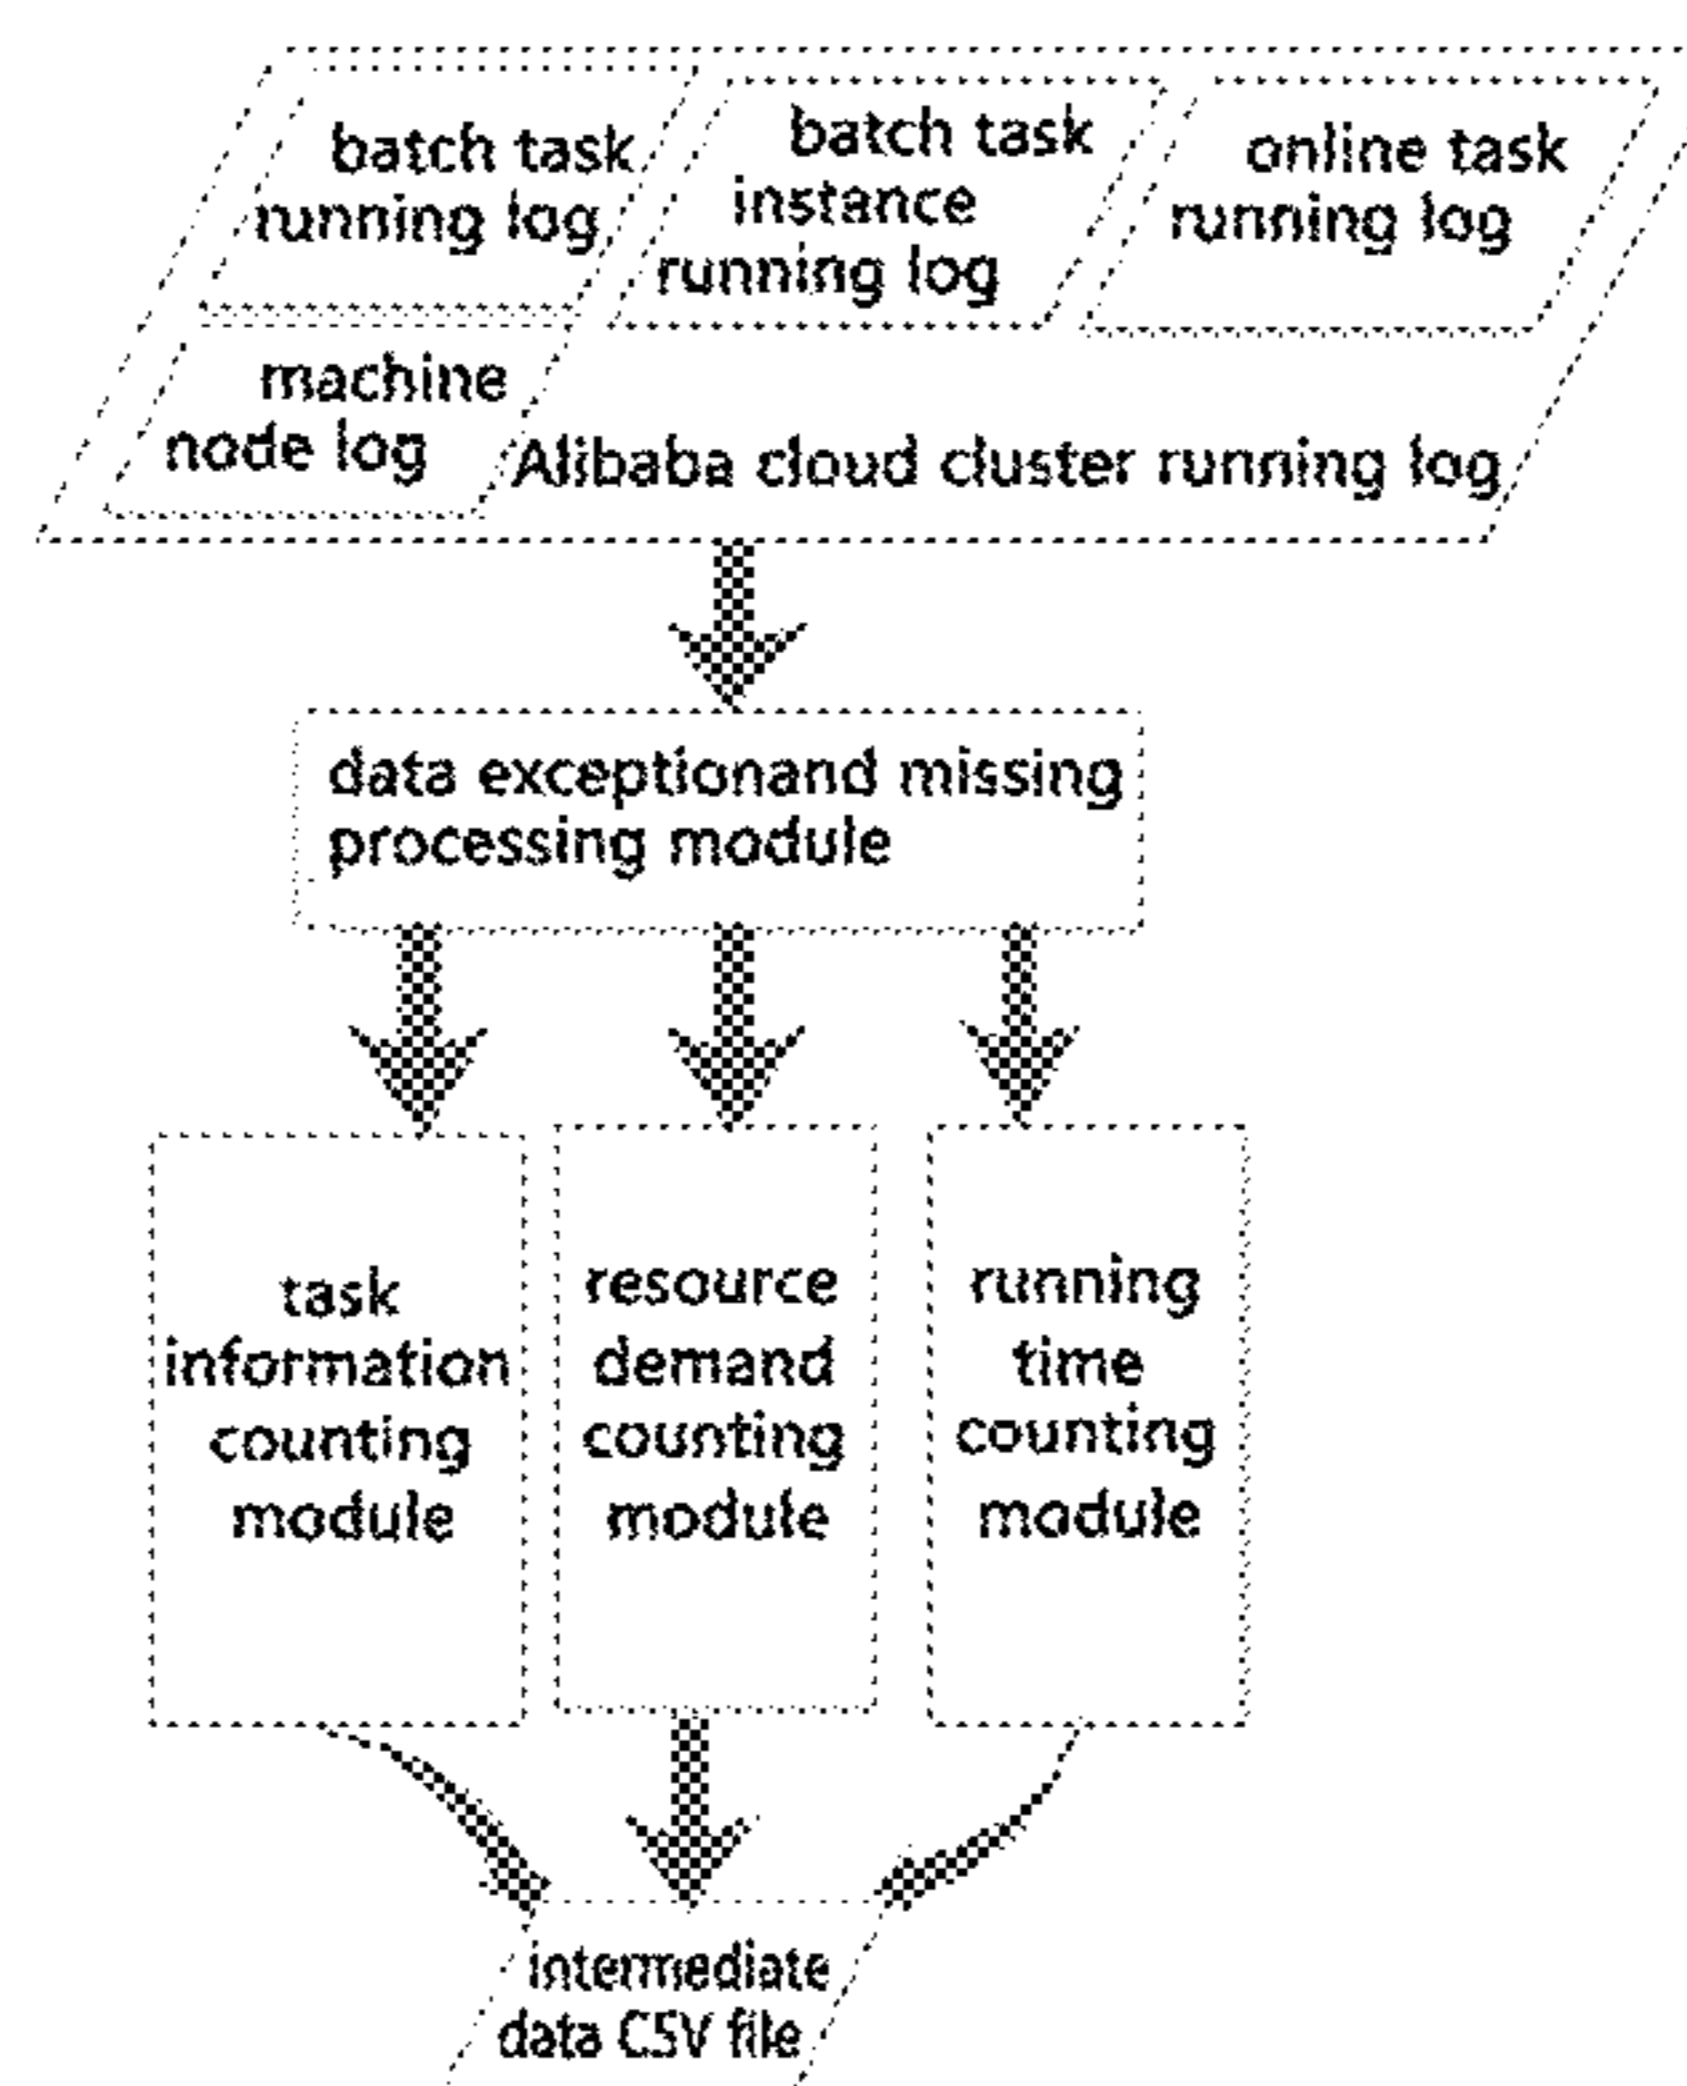 batch task
running log
batch task
instance
running log
online task
running log
machine
node log
Alibaba cloud cluster running log
data exceptionand missing
processing module
task
information
counting
module
resource
demand
counting
module
running
time
counting
module
intermediate
data CSV file